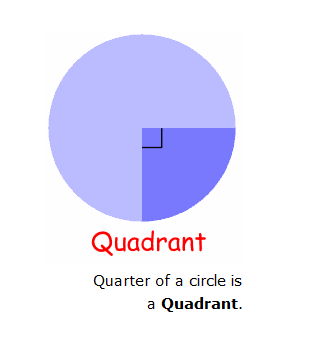 Quadrant
Quarter of a circle is
a Quadrant.